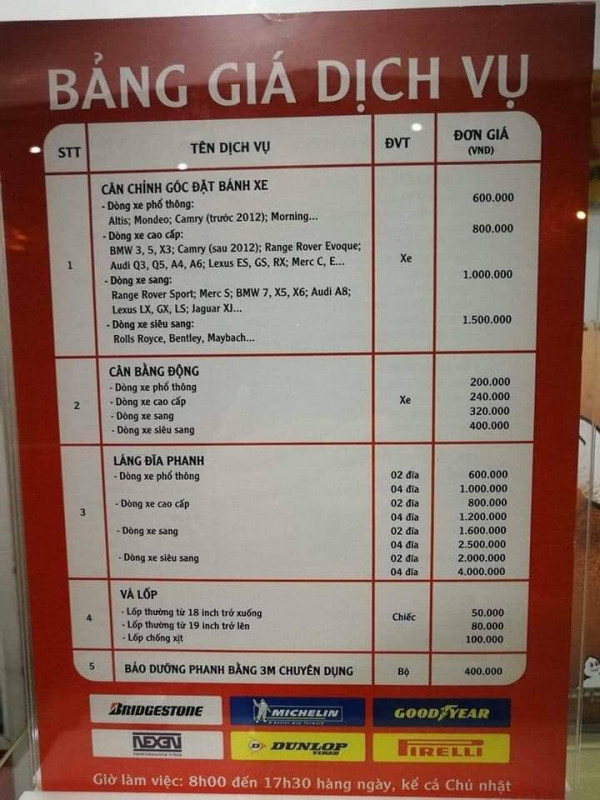 BẢNG GIÁ DỊCH VỤ
STT TÊN DỊCH VỤ ĐVT ĐƠN GIÁ
(VND)
1
CÂN CHỈNH GÓC ĐẶT BÁNH XE
- Dòng xe phổ thông: 600.000
Altis; Mondeo; Camry (trước 2012); Morning...
- Dòng xe cao cấp: 800.000
BMW 3, 5, X3; Camry (sau 2012); Range Rover Evoque;
Audi Q3, Q5, A4, A6; Lexus ES, GS, RX; Merc C, E...
Xe
- Dòng xe sang: 1.000.000
Range Rover Sport; Merc S; BMW 7, X5, X6; Audi A8;
Lexus LX, GX, LS; Jaguar XJ...
- Dòng xe siêu sang: 1.500.000
Rolls Royce, Bentley, Maybach...
2
CÂN BẰNG ĐỘNG
- Dòng xe phổ thông 200.000
- Dòng xe cao cấp Xe 240.000
- Dòng xe sang 320.000
- Dòng xe siêu sang 400.000
3
LÁNG ĐĨA PHANH
- Dòng xe phổ thông 02 đĩa 600.000
04 đĩa 1.000.000
- Dòng xe cao cấp 02 đĩa 800.000
04 đĩa 1.200.000
- Dòng xe sang 02 đĩa 1.600.000
04 đĩa 2.500.000
- Dòng xe siêu sang 02 đĩa 2.000.000
04 đĩa 4.000.000
4
VÁ LỐP
- Lốp thường từ 18 inch trở xuống Chiếc 50.000
- Lốp thường từ 19 inch trở lên 80.000
- Lốp chống xịt 100.000
5 BẢO DƯỠNG PHANH BẰNG 3M CHUYÊN DỤNG Bộ 400.000
BRIDGESTONE MICHELIN GOODYEAR
NEXEN DUNLOP TIRES PIRELLI
Giờ làm việc: 8h00 đến 17h30 hàng ngày, kể cả Chủ nhật